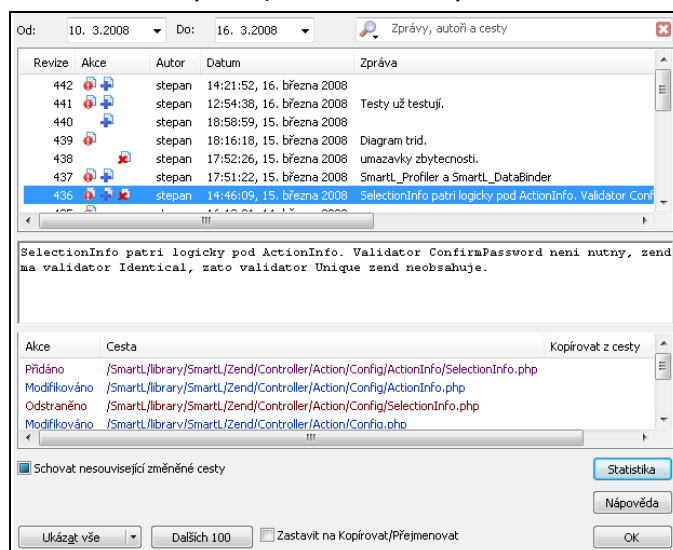 Od: 10. 3.2008 Do: 16. 3.2008 Zprávy, autoři a cesty
Revize Akce Autor Datum Zpráva
442 stepan 14:21:52, 16. března 2008
441 stepan 12:54:38, 16. března 2008 Testy už testují.
440 stepan 18:58:59, 15. března 2008
439 stepan 18:16:18, 15. března 2008 Diagram trid.
438 stepan 17:52:26, 15. března 2008 umazavky zbytecnosti.
437 stepan 17:51:22, 15. března 2008 SmartL_Profiler a SmartL_DataBinder
436 stepan 14:46:09, 15. března 2008 SelectionInfo patri logicky pod ActionInfo. Validator Conf
SelectionInfo patri logicky pod ActionInfo. Validator ConfirmPassword neni nutny, zend
ma validator Identical, zato validator Unique zend neobsahuje.
Akce Cesta Kopírovat z cesty
Přidáno /SmartL/library/SmartL/Zend/Controller/Action/Config/ActionInfo/SelectionInfo.php
Modifikováno /SmartL/library/SmartL/Zend/Controller/Action/Config/ActionInfo.php
Odstraněno /SmartL/library/SmartL/Zend/Controller/Action/Config/SelectionInfo.php
Modifikováno /SmartL/library/SmartL/Zend/Controller/Action/Config.php
Schovat nesouvisející změněné cesty Statistika
Nápověda
Ukázat vše Dalších 100 Zastavit na Kopírovat/Přejmenovat OK